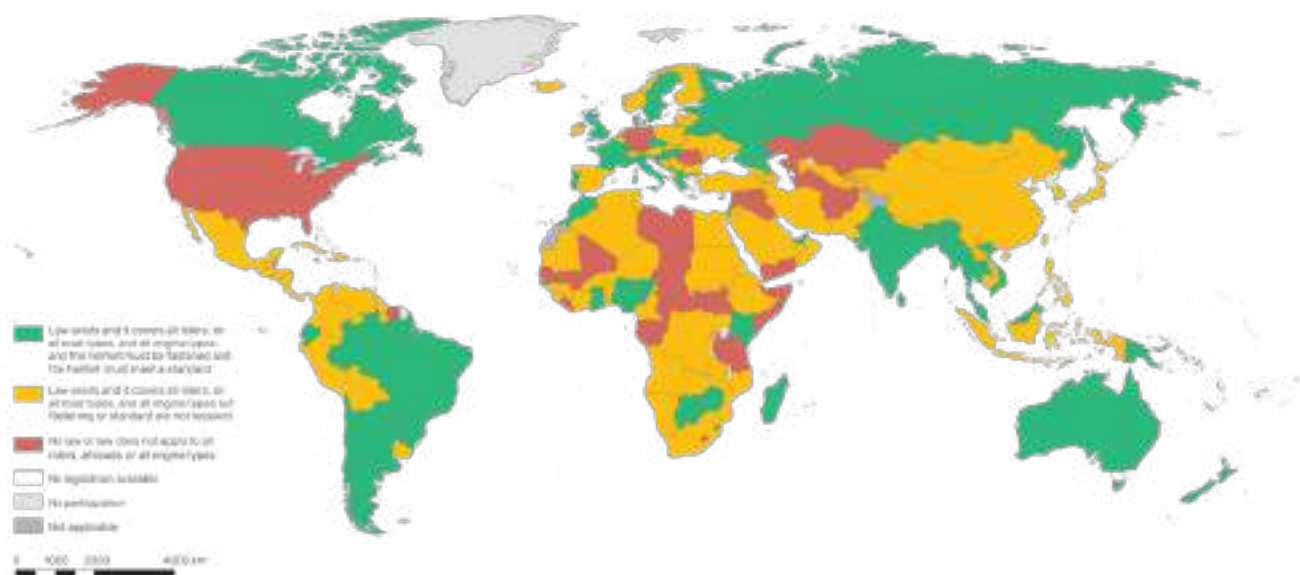 Law exists and it covers all riders, on
all road types, and all engine types
and the helmet must be fastened and
the helmet must meet a standard
Law exists and it covers all riders, on
all road types, and all engine types but
fastening or standard are not required
No law or law does not apply to all
riders, all roads or all engine types
No legislation available
No participation
Not applicable
0 1000 2000 4000 km